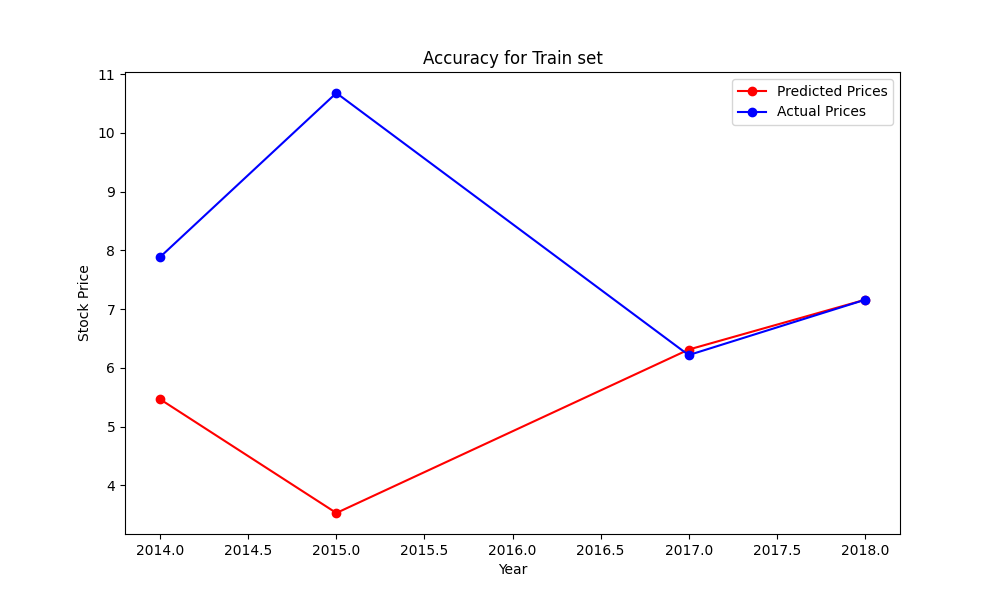 Accuracy for Train set
Predicted Prices
Actual Prices
Stock Price
11
10
9
8
7
6
5
4
2014.0 2014.5 2015.0 2015.5 2016.0 2016.5 2017.0 2017.5 2018.0
Year